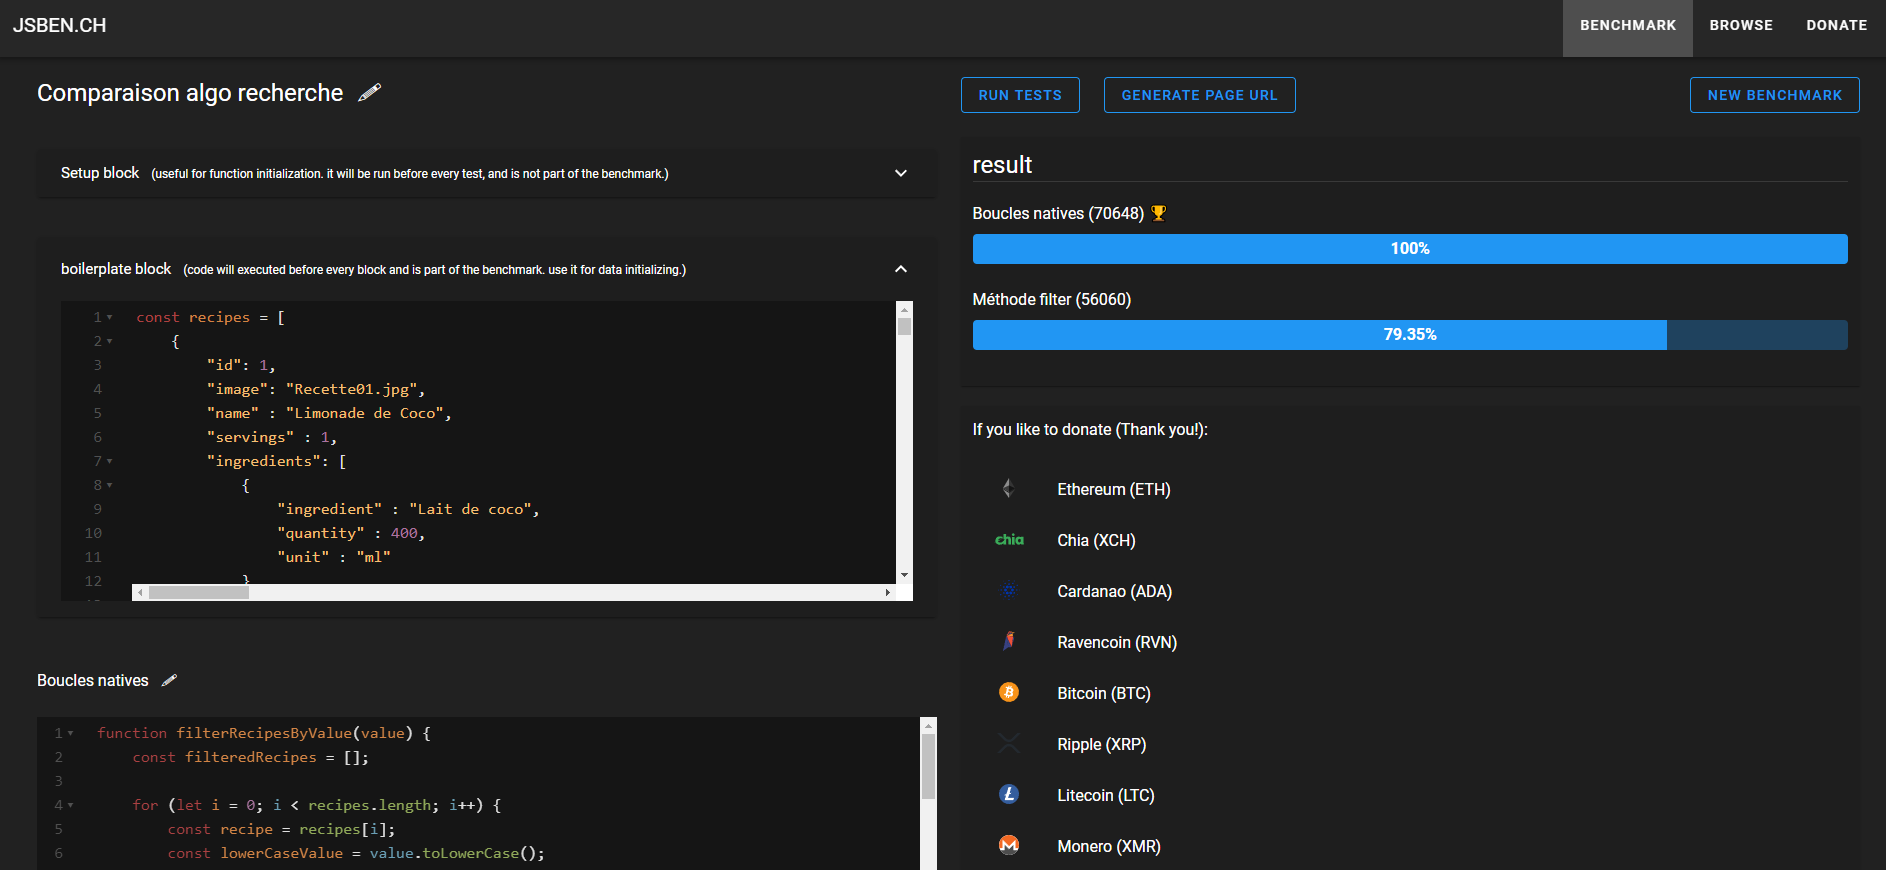 JSBEN.CH
BENCHMARK
BROWSE
DONATE
Comparaison algo recherche
RUN TESTS
GENERATE PAGE URL
NEW BENCHMARK
Setup block (useful for function initialization. it will be run before every test, and is not part of the benchmark.)
boilerplate block (code will executed before every block and is part of the benchmark. use it for data initializing.)
1 const recipes = [
2 {
3 "id": 1,
4 "image": "Recette01.jpg",
5 "name" : "Limonade de Coco",
6 "servings" : 1,
7 "ingredients": [
8 {
9 "ingredient" : "Lait de coco",
10 "quantity" : 400,
11 "unit" : "ml"
12 }
Boucles natives
1 function filterRecipesByValue(value) {
2 const filteredRecipes = [];
3
4 for (let i = 0; i < recipes.length; i++) {
5 const recipe = recipes[i];
6 const lowerCaseValue = value.toLowerCase();
result
Boucles natives (70648)
100%
Méthode filter (56060)
79.35%
If you like to donate (Thank you!):
Ethereum (ETH)
chia
Chia (XCH)
Cardanao (ADA)
Ravencoin (RVN)
Bitcoin (BTC)
Ripple (XRP)
Litecoin (LTC)
Monero (XMR)